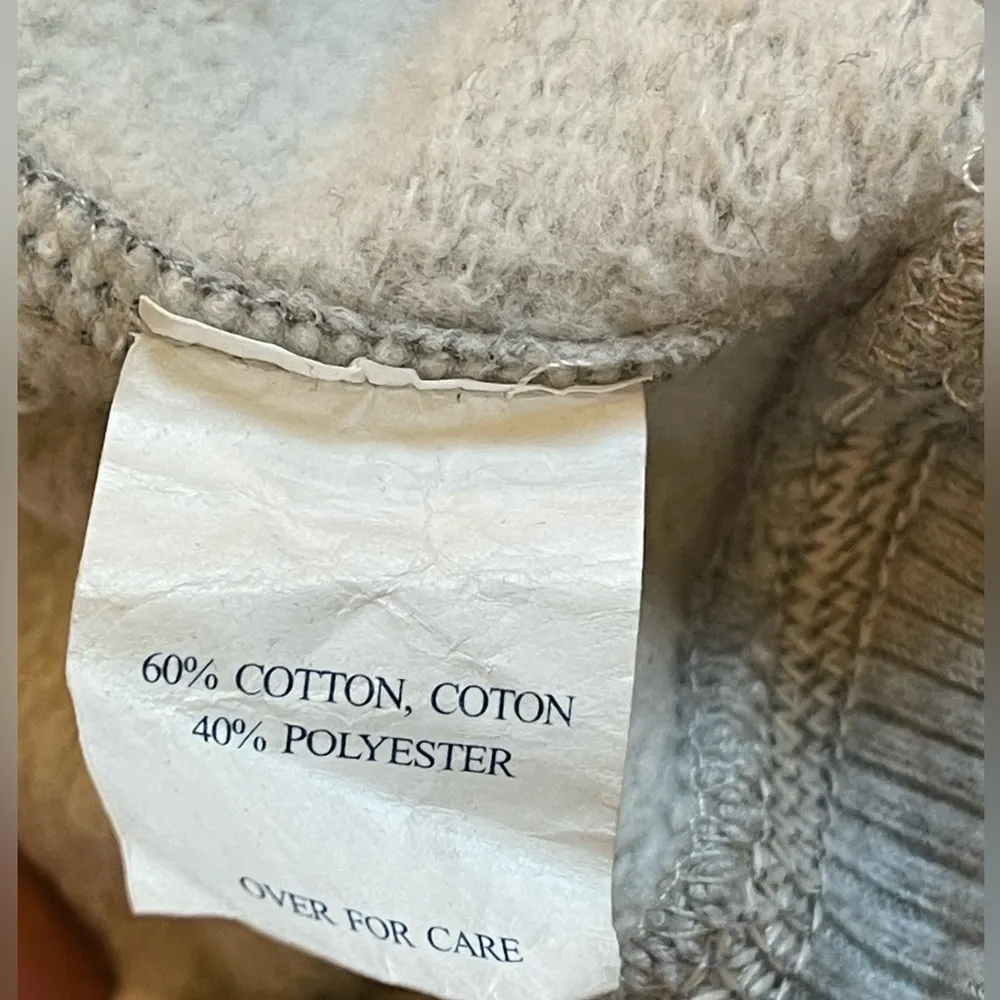 60% COTTON, COTON
40% POLYESTER
OVER FOR CARE